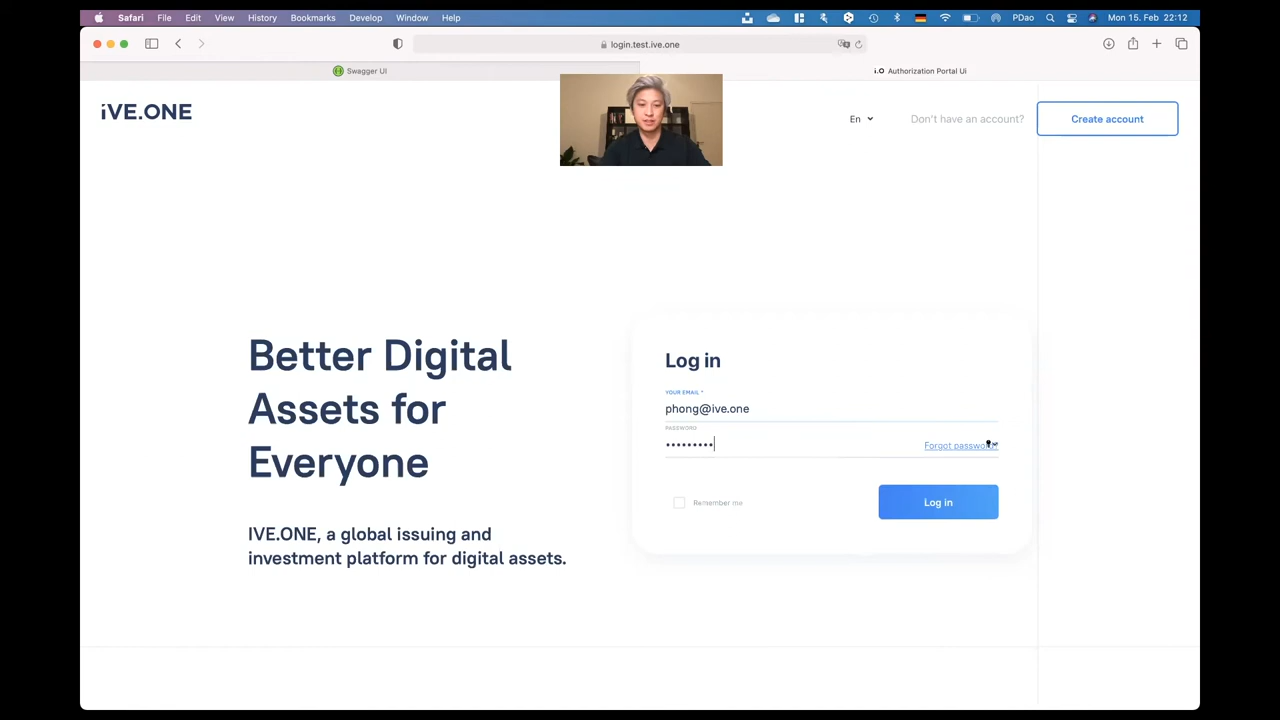 Safari File Edit View History Bookmarks Develop Window Help PDao Mon 15. Feb 22:12
login.test.ive.one
Swagger UI
i.O Authorization Portal Ui
iVE.ONE
En
Don't have an account?
Create account
Better Digital
Assets for
Everyone
IVE.ONE, a global issuing and
investment platform for digital assets.
Log in
YOUR EMAIL *
phong@ive.one
PASSWORD
•••••••••
Forgot password?
Remember me
Log in